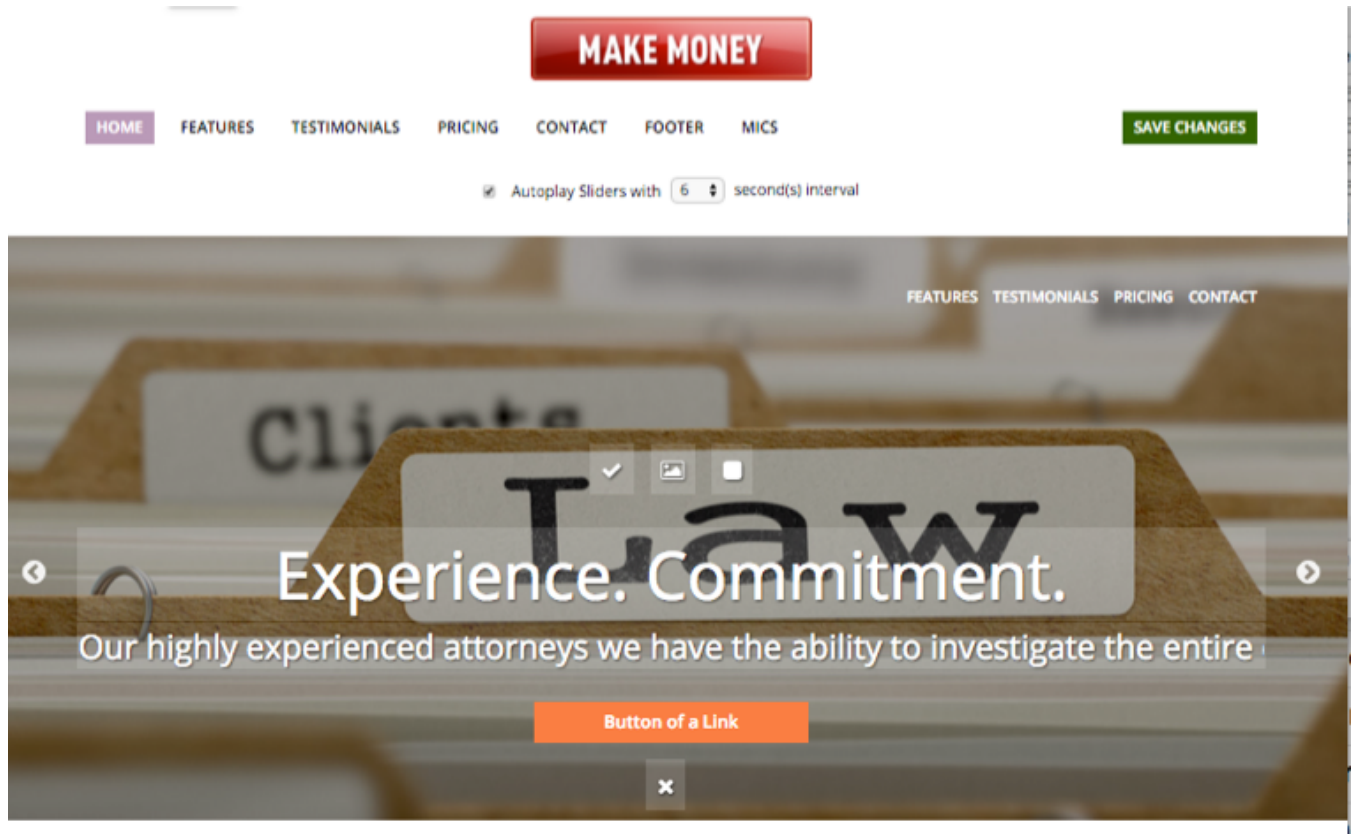 MAKE MONEY
HOME FEATURES TESTIMONIALS PRICING CONTACT FOOTER MICS SAVE CHANGES
Autoplay Sliders with 6 second(s) interval
FEATURES TESTIMONIALS PRICING CONTACT
Clients
Law
Experience. Commitment.
Our highly experienced attorneys we have the ability to investigate the entire
Button of a Link